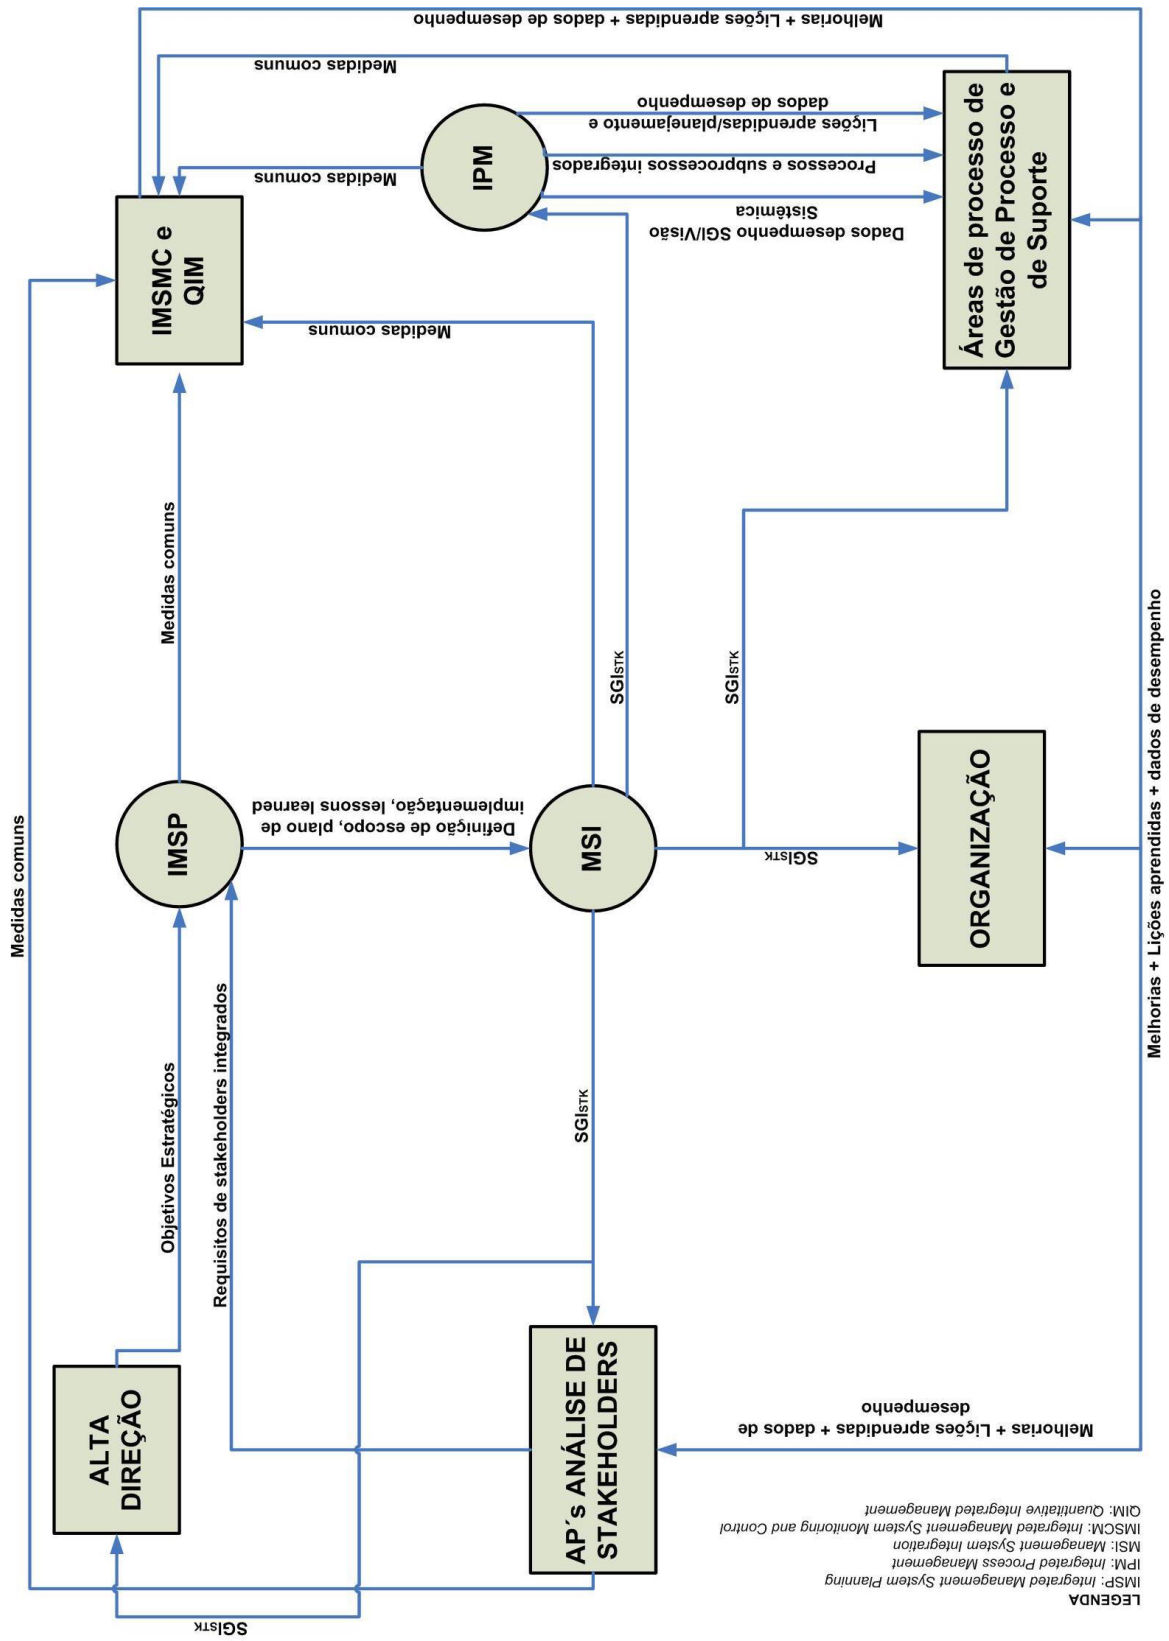 Medidas comuns
SGISTK
ALTA
DIREÇÃO
Objetivos Estratégicos
IMSP
Medidas comuns
IMSMC e
QIM
Melhorias + Lições aprendidas + dados de desempenho
Requisitos de stakeholders integrados
Definição de escopo, plano de
implementação, lessons learned
Medidas comuns
Medidas comuns
Medidas comuns
IPM
AP´s ANÁLISE DE
STAKEHOLDERS
SGISTK
MSI
SGISTK
SGISTK
SGISTK
Dados desempenho SGI/Visão
Sistêmica
Processos e subprocessos integrados
Lições aprendidas/planejamento e
dados de desempenho
ORGANIZAÇÃO
Áreas de processo de
Gestão de Processo e
de Suporte
Melhorias + Lições aprendidas + dados de
desempenho
Melhorias + Lições aprendidas + dados de desempenho
LEGENDA
IMSP: Integrated Management System Planning
IPM: Integrated Process Management
MSI: Management System Integration
IMSCM: Integrated Management System Monitoring and Control
QIM: Quantitative Integrated Management